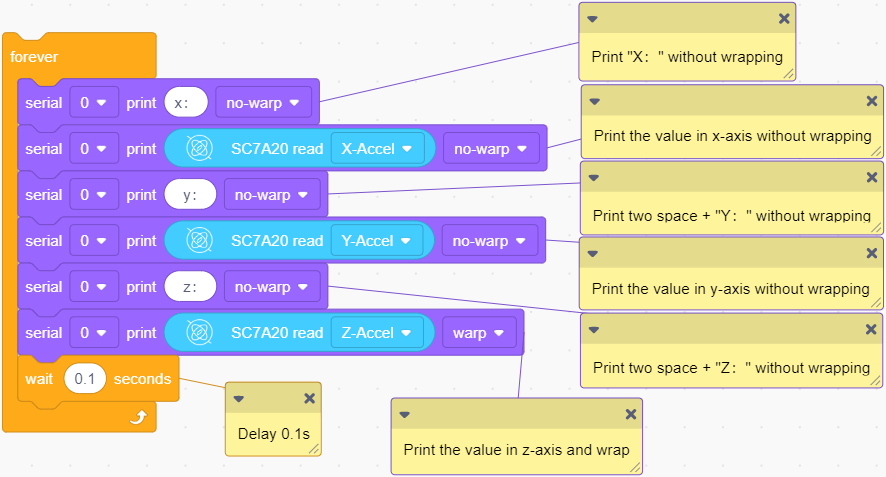 forever
serial 0 print x: no-warp
serial 0 print SC7A20 read X-Accel no-warp
serial 0 print y: no-warp
serial 0 print SC7A20 read Y-Accel no-warp
serial 0 print z: no-warp
serial 0 print SC7A20 read Z-Accel warp
wait 0.1 seconds
Print "X: " without wrapping
Print the value in x-axis without wrapping
Print two space + "Y: " without wrapping
Print the value in y-axis without wrapping
Print two space + "Z: " without wrapping
Delay 0.1s
Print the value in z-axis and wrap